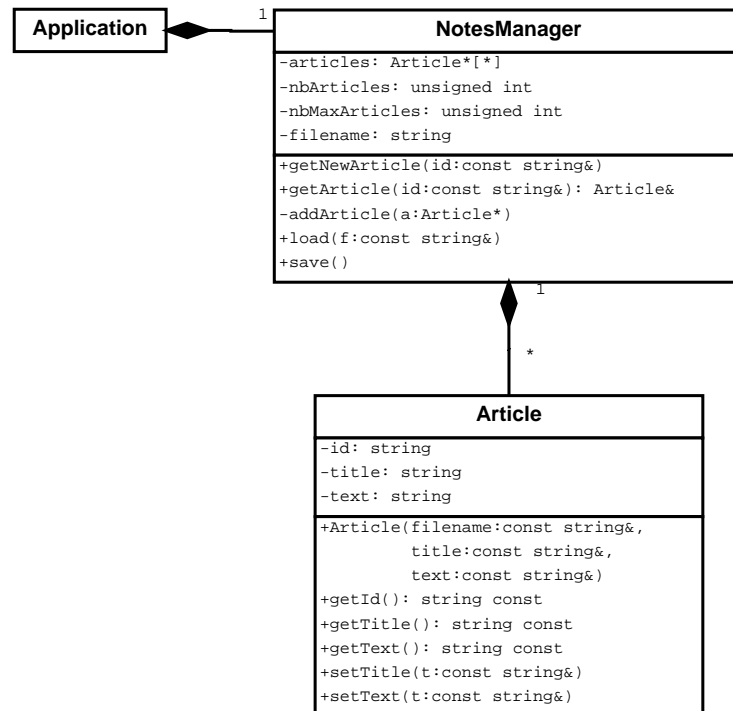 Application
1
NotesManager
-articles: Article*[*]
-nbArticles: unsigned int
-nbMaxArticles: unsigned int
-filename: string
+getNewArticle(id:const string&)
+getArticle(id:const string&): Article&
-addArticle(a:Article*)
+load(f:const string&)
+save()
1
*
Article
-id: string
-title: string
-text: string
+Article(filename:const string&,
title:const string&,
text:const string&)
+getId(): string const
+getTitle(): string const
+getText(): string const
+setTitle(t:const string&)
+setText(t:const string&)